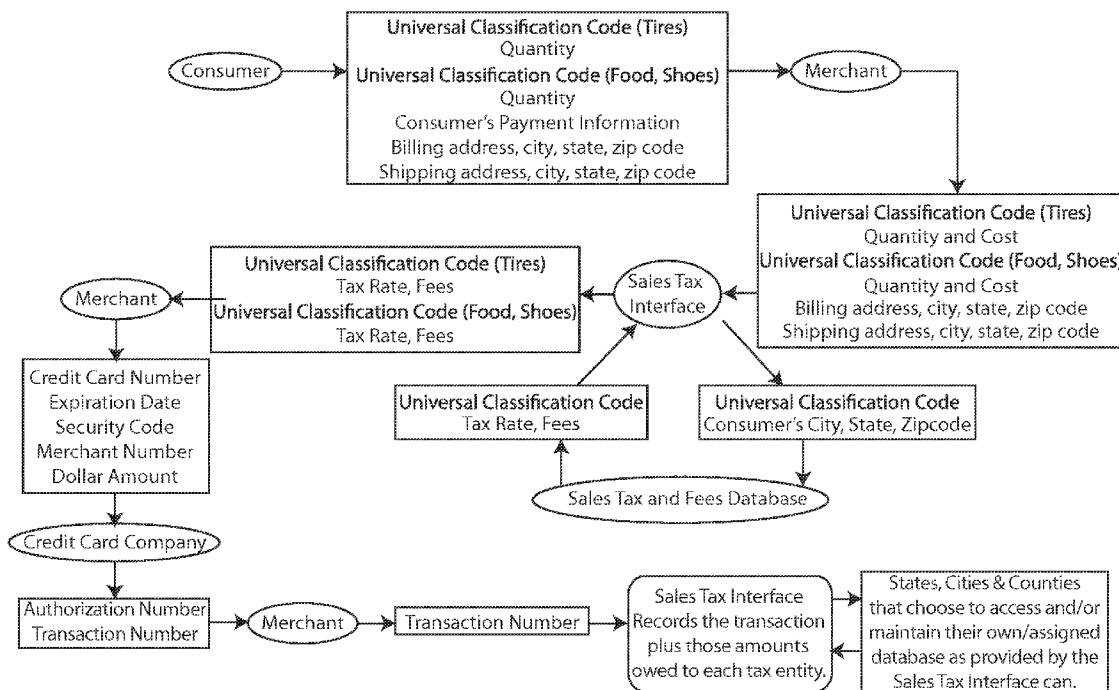 Consumer
Universal Classification Code (Tires)
Quantity
Universal Classification Code (Food, Shoes)
Quantity
Consumer's Payment Information
Billing address, city, state, zip code
Shipping address, city, state, zip code
Merchant
Universal Classification Code (Tires)
Quantity and Cost
Universal Classification Code (Food, Shoes)
Quantity and Cost
Billing address, city, state, zip code
Shipping address, city, state, zip code
Sales Tax
Interface
Universal Classification Code
Consumer's City, State, Zipcode
Sales Tax and Fees Database
Universal Classification Code
Tax Rate, Fees
Universal Classification Code (Tires)
Tax Rate, Fees
Universal Classification Code (Food, Shoes)
Tax Rate, Fees
Merchant
Credit Card Number
Expiration Date
Security Code
Merchant Number
Dollar Amount
Credit Card Company
Authorization Number
Transaction Number
Merchant
Transaction Number
Sales Tax Interface
Records the transaction
plus those amounts
owed to each tax entity.
States, Cities & Counties
that choose to access and/or
maintain their own/assigned
database as provided by the
Sales Tax Interface can.